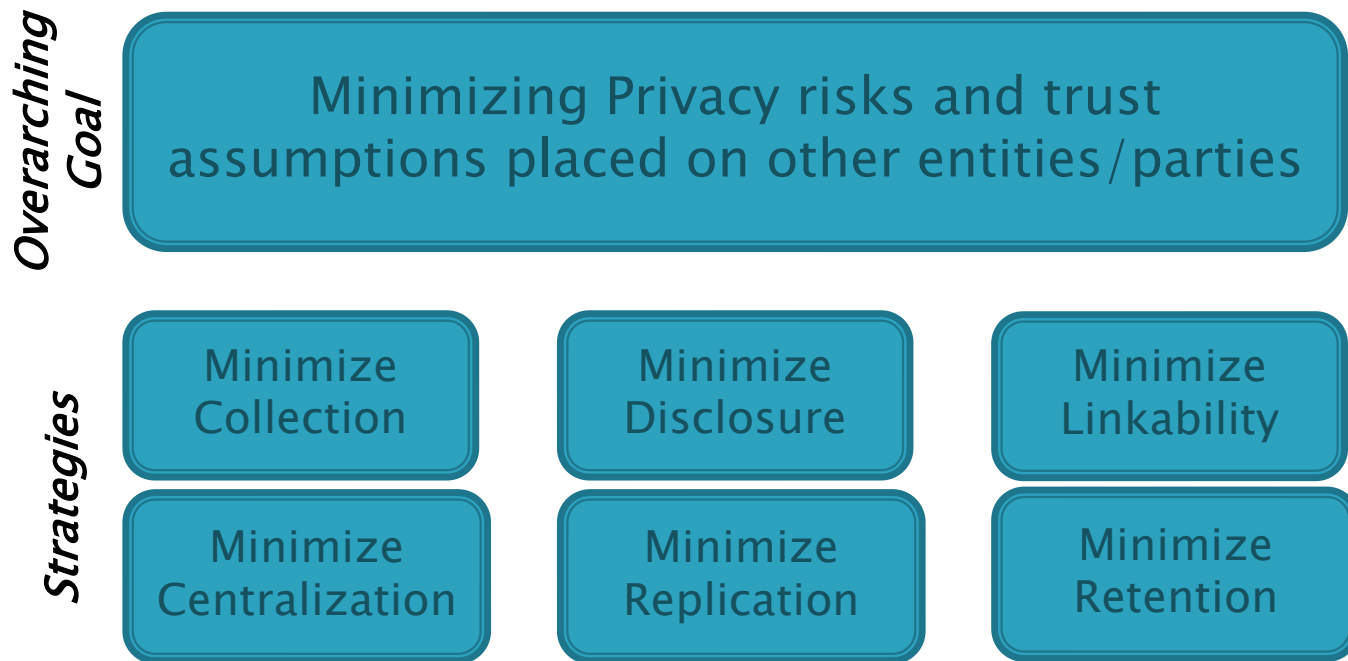 Overarching
Goal
Minimizing Privacy risks and trust
assumptions placed on other entities/parties
Strategies
Minimize
Collection
Minimize
Disclosure
Minimize
Linkability
Minimize
Centralization
Minimize
Replication
Minimize
Retention